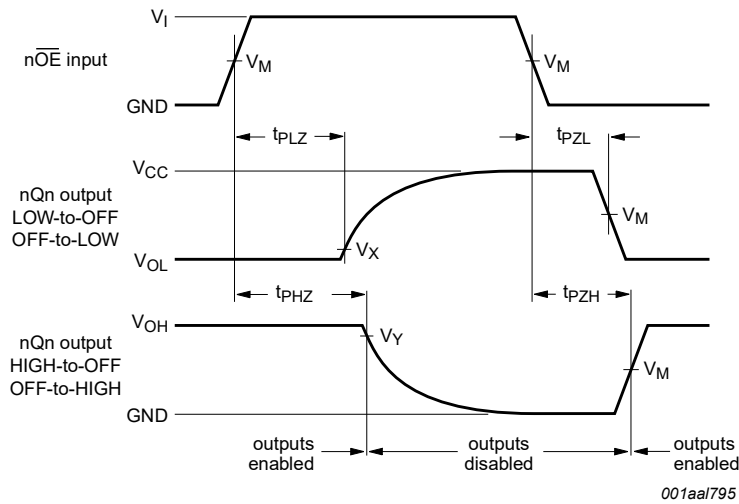 V_I
nO̅E̅ input
V_M
V_M
GND
t_PLZ
t_PZL
V_CC
nQn output
LOW-to-OFF
OFF-to-LOW
V_M
V_X
V_OL
t_PHZ
t_PZH
V_OH
V_Y
nQn output
HIGH-to-OFF
OFF-to-HIGH
V_M
GND
outputs
enabled
outputs
disabled
outputs
enabled
001aal795